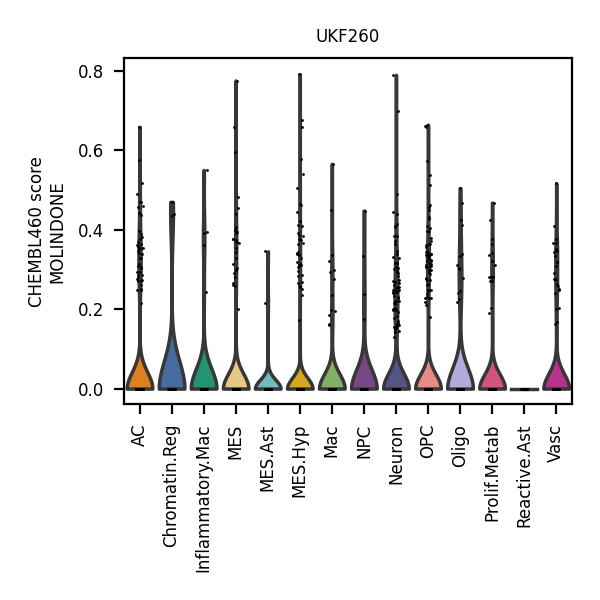 UKF260
CHEMBL460 score
MOLINDONE
0.8
0.6
0.4
0.2
0.0
AC
Chromatin.Reg
Inflammatory.Mac
MES
MES.Ast
MES.Hyp
Mac
NPC
Neuron
OPC
Oligo
Prolif.Metab
Reactive.Ast
Vasc